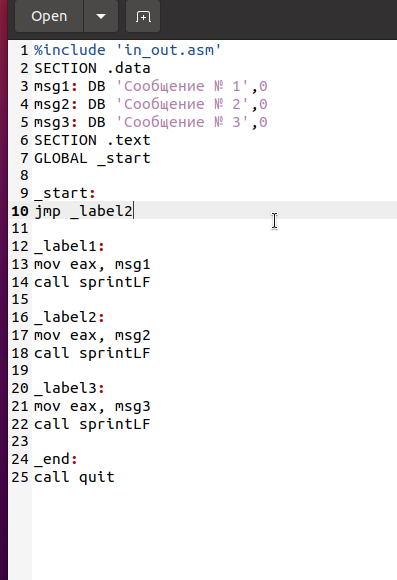 Open
1 %include 'in_out.asm'
2 SECTION .data
3 msg1: DB 'Сообщение № 1',0
4 msg2: DB 'Сообщение № 2',0
5 msg3: DB 'Сообщение № 3',0
6 SECTION .text
7 GLOBAL _start
8
9 _start:
10 jmp _label2
11
12 _label1:
13 mov eax, msg1
14 call sprintLF
15
16 _label2:
17 mov eax, msg2
18 call sprintLF
19
20 _label3:
21 mov eax, msg3
22 call sprintLF
23
24 _end:
25 call quit